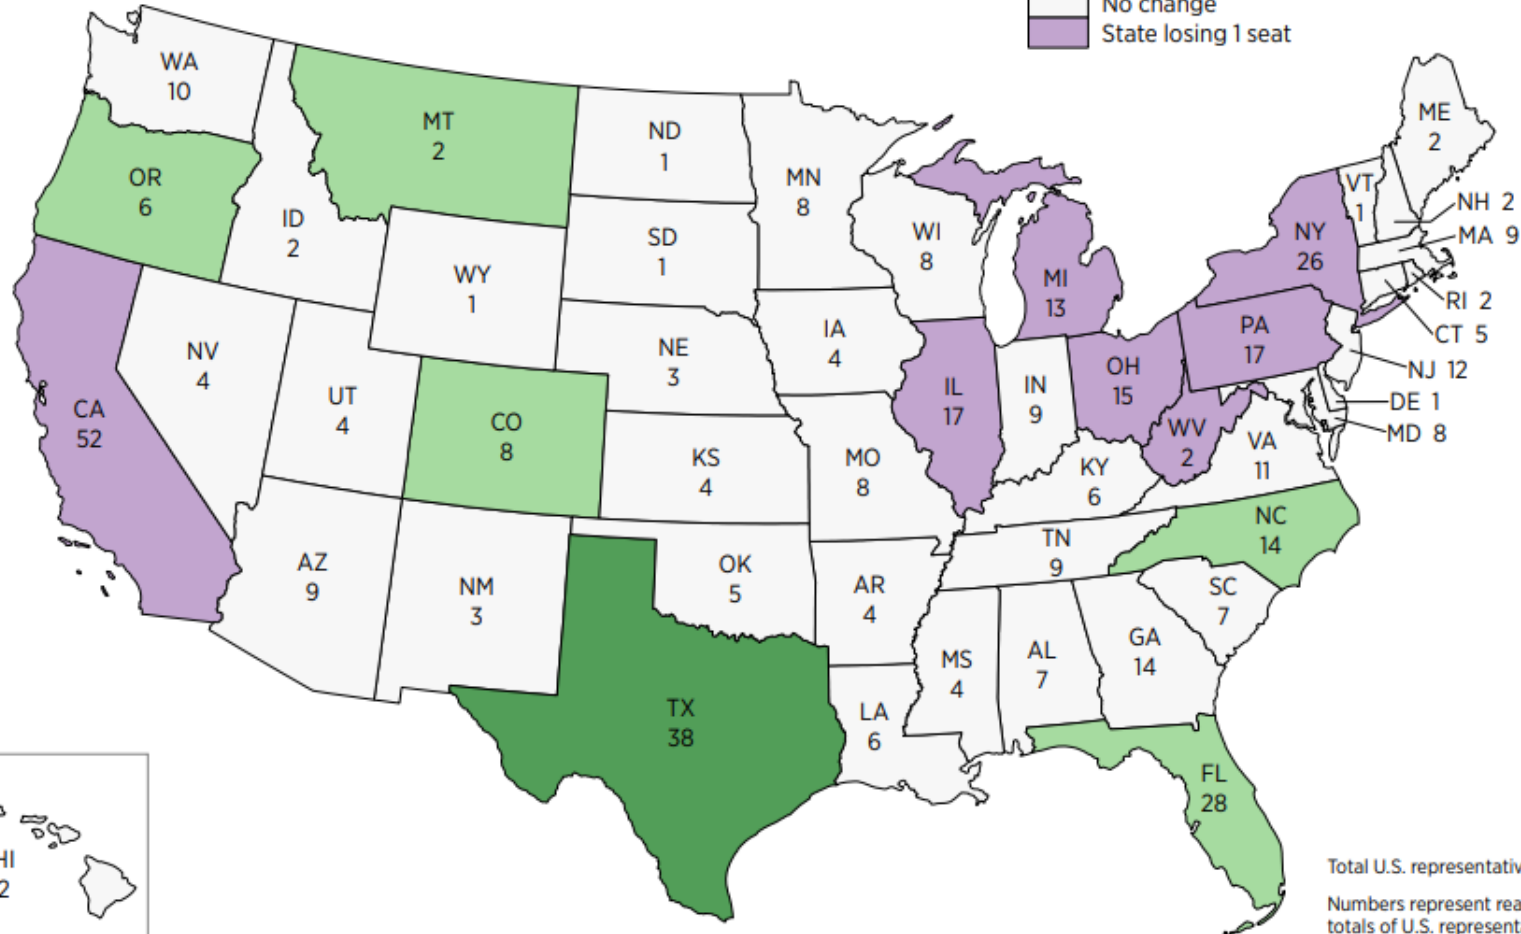 No change
State losing 1 seat
WA
10
MT
2
ND
1
MN
8
ME
2
OR
6
ID
2
VT
1
NH 2
MA 9
WI
8
NY
26
SD
1
WY
1
MI
13
RI 2
CT 5
IA
4
PA
17
NV
4
NE
3
NJ 12
UT
4
OH
15
IL
17
IN
9
CA
52
CO
8
DE 1
MD 8
WV
2
VA
11
KS
4
MO
8
KY
6
NC
14
TN
9
AZ
9
NM
3
OK
5
AR
4
SC
7
GA
14
MS
4
AL
7
TX
38
LA
6
FL
28
HI
2
Total U.S.
Numbers represent
totals of U.S.